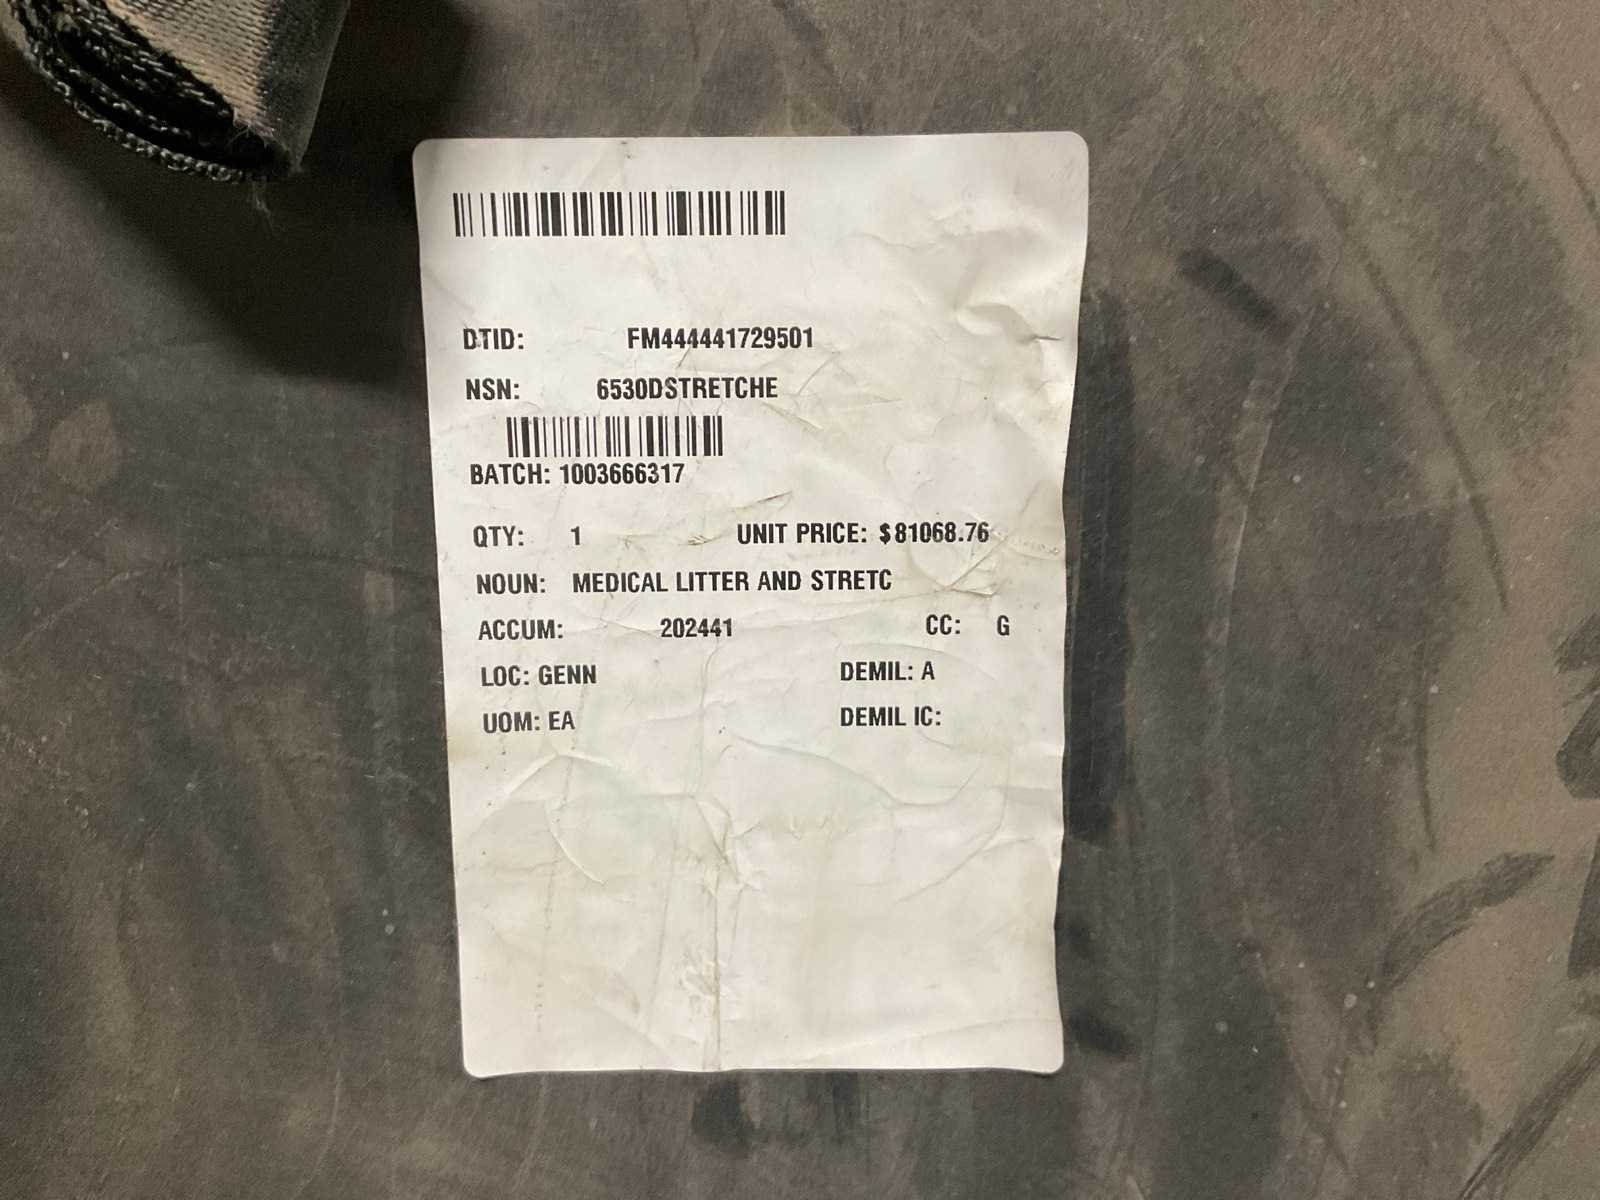 DTID: FM444441729501
NSN: 6530DSTRETCHE
BATCH: 1003666317
QTY: 1 UNIT PRICE: $81068.76
NOUN: MEDICAL LITTER AND STRETC
ACCUM: 202441 CC: G
LOC: GENN DEMIL: A
UOM: EA DEMIL IC: